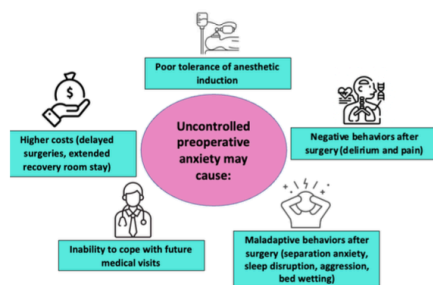 Poor tolerance of anesthetic
induction
Uncontrolled
preoperative
anxiety may
cause:
Higher costs (delayed
surgeries, extended
recovery room stay)
Negative behaviors after
surgery (delirium and pain)
Inability to cope with future
medical visits
Maladaptive behaviors after
surgery (separation anxiety,
sleep disruption, aggression,
bed wetting)
$